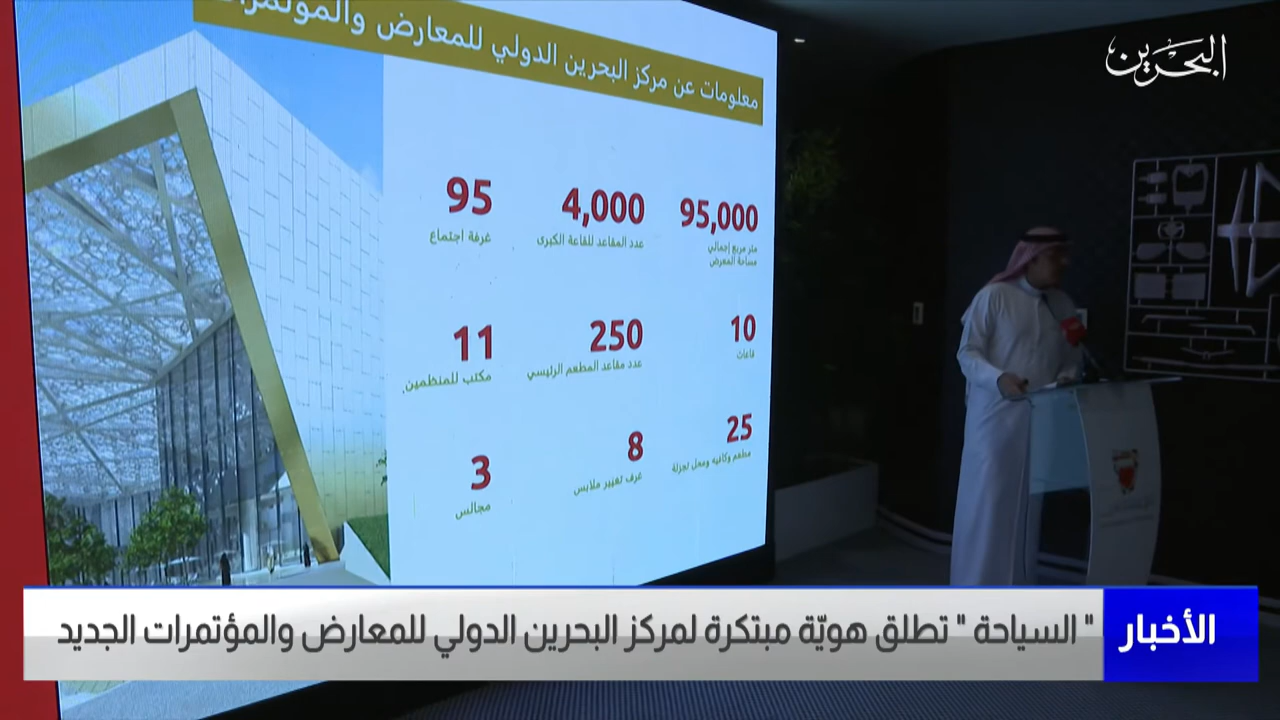 البحرين
معلومات عن مركز البحرين الدولي للمعارض والمؤتمرات
95,000
متر مربع إجمالي
مساحة المعرض
4,000
عدد المقاعد للقاعة الكبرى
95
غرفة اجتماع
10
قاعات
250
عدد مقاعد المطعم الرئيسي
11
مكتب للمنظمين
25
مطعم وكافيه ومحل تجزئة
8
غرف تغيير ملابس
3
مجالس
الأخبار
" السياحة " تطلق هويّة مبتكرة لمركز البحرين الدولي للمعارض والمؤتمرات الجديد